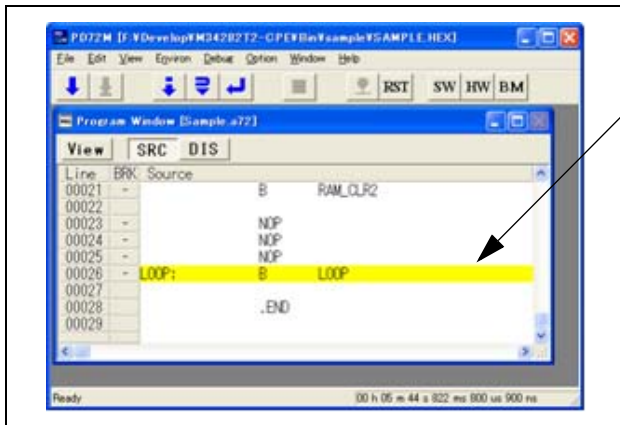 PD72M [F:¥Develop¥M34282T2-CPE¥Bin¥sample¥SAMPLE.HEX]
File Edit View Environ Debug Option Window Help
RST SW HW BM
Program Window [Sample.a72]
View SRC DIS
Line BRK Source
00021 - B RAM_CLR2
00022
00023 - NOP
00024 - NOP
00025 - NOP
00026 - LOOP: B LOOP
00027
00028 .END
00029
Ready 00 h 05 m 44 s 822 ms 800 us 900 ns